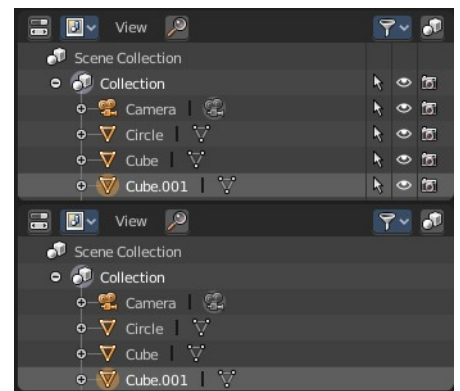 View
Scene Collection
Collection
Camera
Circle
Cube
Cube.001
View
Scene Collection
Collection
Camera
Circle
Cube
Cube.001